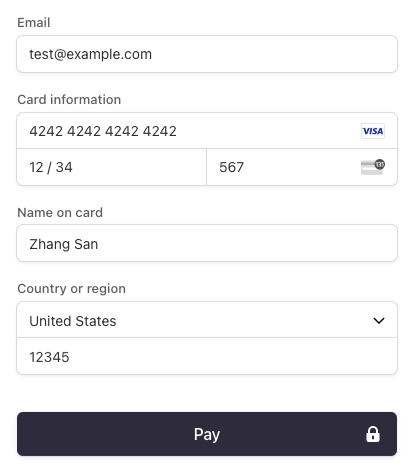 Email
test@example.com
Card information
4242 4242 4242 4242 VISA
12 / 34 567 135
Name on card
Zhang San
Country or region
United States
12345
Pay